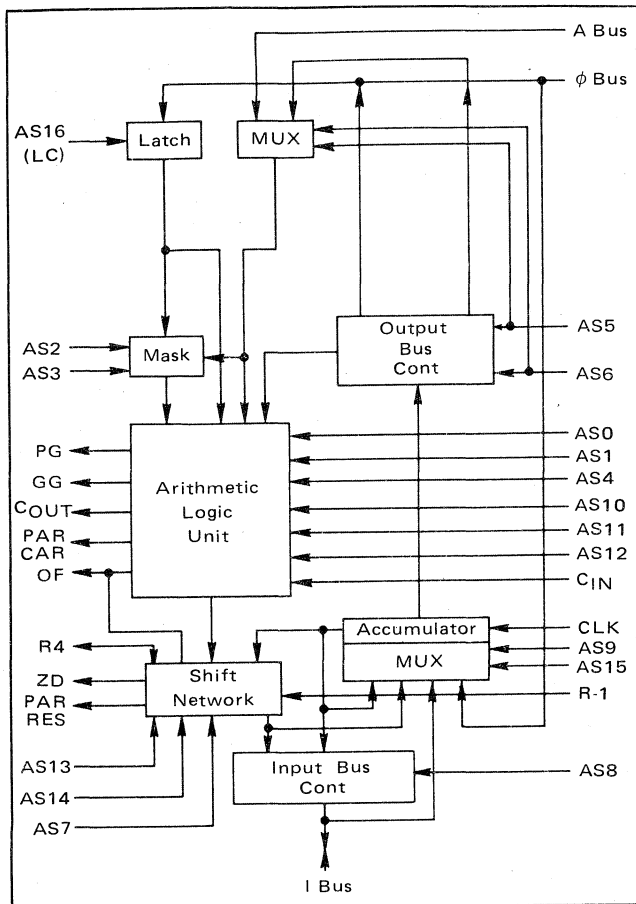 A Bus
ϕ Bus
AS16
(LC)
Latch
MUX
Output
Bus
Cont
AS5
AS6
AS2
AS3
Mask
AS0
AS1
AS4
AS10
AS11
AS12
CIN
PG
GG
COUT
PAR
CAR
OF
Arithmetic
Logic
Unit
R4
ZD
PAR
RES
Shift
Network
Accumulator
MUX
CLK
AS9
AS15
R-1
AS13
AS14
AS7
Input Bus
Cont
AS8
I Bus